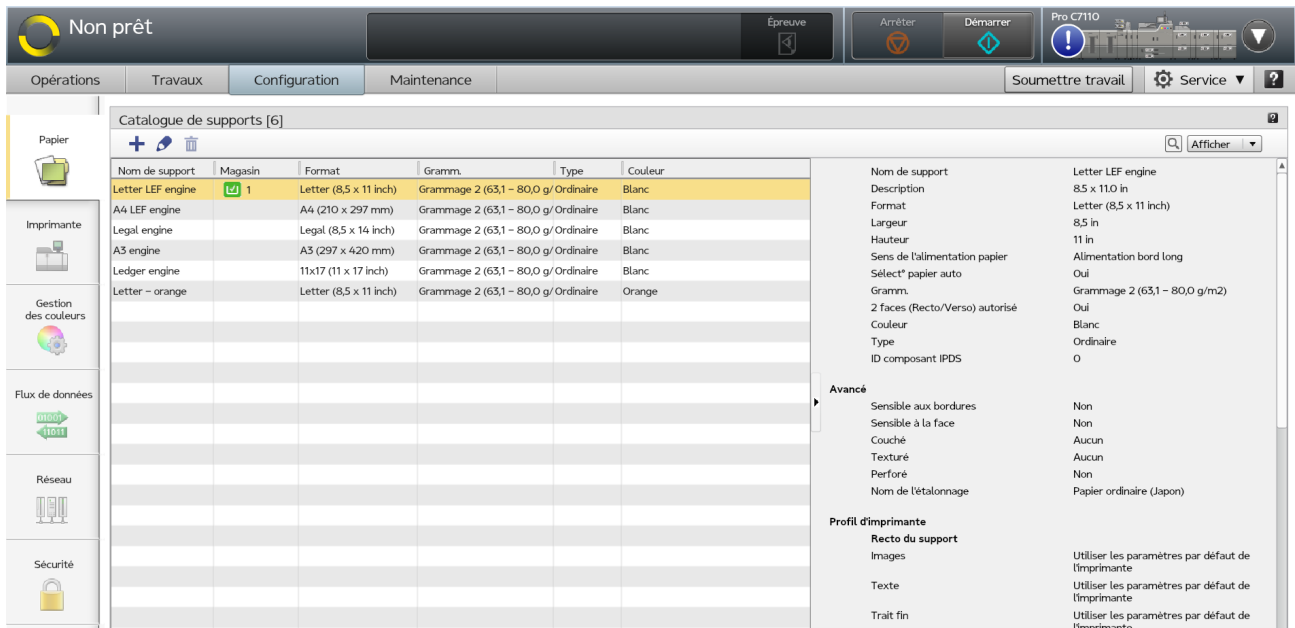 Non prêt
Épreuve
Arrêter
Démarrer
Pro C7110
Opérations
Travaux
Configuration
Maintenance
Soumettre travail
Service
Papier
Imprimante
Gestion
des couleurs
Flux de données
01001
11011
Réseau
Sécurité
Catalogue de supports [6]
Afficher
Nom de support Magasin Format Gramm. Type Couleur
Letter LEF engine 1 Letter (8,5 x 11 inch) Grammage 2 (63,1 – 80,0 g/ Ordinaire Blanc
A4 LEF engine A4 (210 x 297 mm) Grammage 2 (63,1 – 80,0 g/ Ordinaire Blanc
Legal engine Legal (8,5 x 14 inch) Grammage 2 (63,1 – 80,0 g/ Ordinaire Blanc
A3 engine A3 (297 x 420 mm) Grammage 2 (63,1 – 80,0 g/ Ordinaire Blanc
Ledger engine 11x17 (11 x 17 inch) Grammage 2 (63,1 – 80,0 g/ Ordinaire Blanc
Letter – orange Letter (8,5 x 11 inch) Grammage 2 (63,1 – 80,0 g/ Ordinaire Orange
Nom de support Letter LEF engine
Description 8.5 x 11.0 in
Format Letter (8,5 x 11 inch)
Largeur 8,5 in
Hauteur 11 in
Sens de l'alimentation papier Alimentation bord long
Sélect° papier auto Oui
Gramm. Grammage 2 (63,1 – 80,0 g/m2)
2 faces (Recto/Verso) autorisé Oui
Couleur Blanc
Type Ordinaire
ID composant IPDS 0
Avancé
Sensible aux bordures Non
Sensible à la face Non
Couché Aucun
Texturé Aucun
Perforé Non
Nom de l'étalonnage Papier ordinaire (Japon)
Profil d'imprimante
Recto du support
Images Utiliser les paramètres par défaut de
l'imprimante
Texte Utiliser les paramètres par défaut de
l'imprimante
Trait fin Utiliser les paramètres par défaut de
l'imprimante